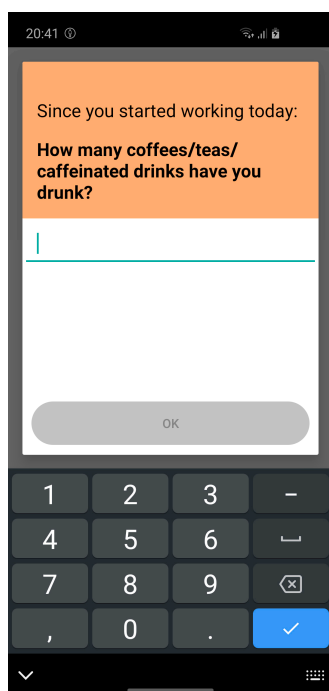 20:41
Since you started working today:
How many coffees/teas/
caffeinated drinks have you
drunk?
OK
1 2 3 -
4 5 6
7 8 9
, 0 .